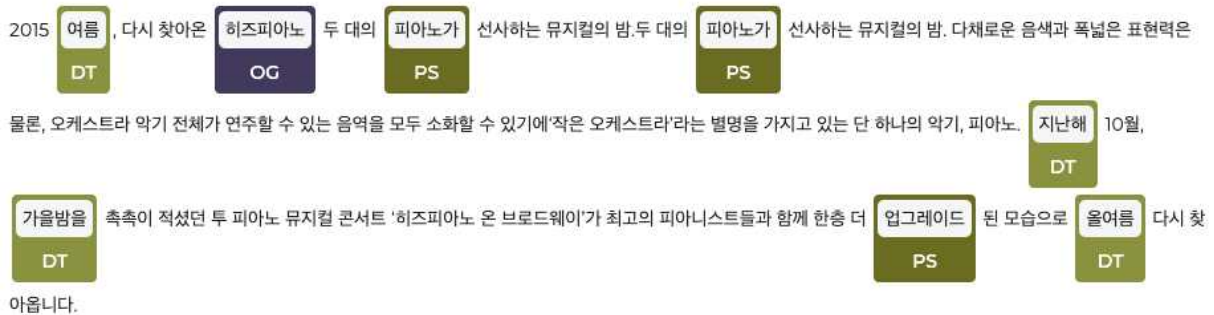 2015 여름 , 다시 찾아온 히즈피아노 두 대의 피아노가 선사하는 뮤지컬의 밤.두 대의 피아노가 선사하는 뮤지컬의 밤. 다채로운 음색과 폭넓은 표현력은
DT OG PS PS
물론, 오케스트라 악기 전체가 연주할 수 있는 음역을 모두 소화할 수 있기에‘작은 오케스트라’라는 별명을 가지고 있는 단 하나의 악기, 피아노. 지난해 10월,
DT
가을밤을 촉촉이 적셨던 투 피아노 뮤지컬 콘서트 ‘히즈피아노 온 브로드웨이’가 최고의 피아니스트들과 함께 한층 더 업그레이드 된 모습으로 올여름 다시 찾
DT PS DT
아옵니다.